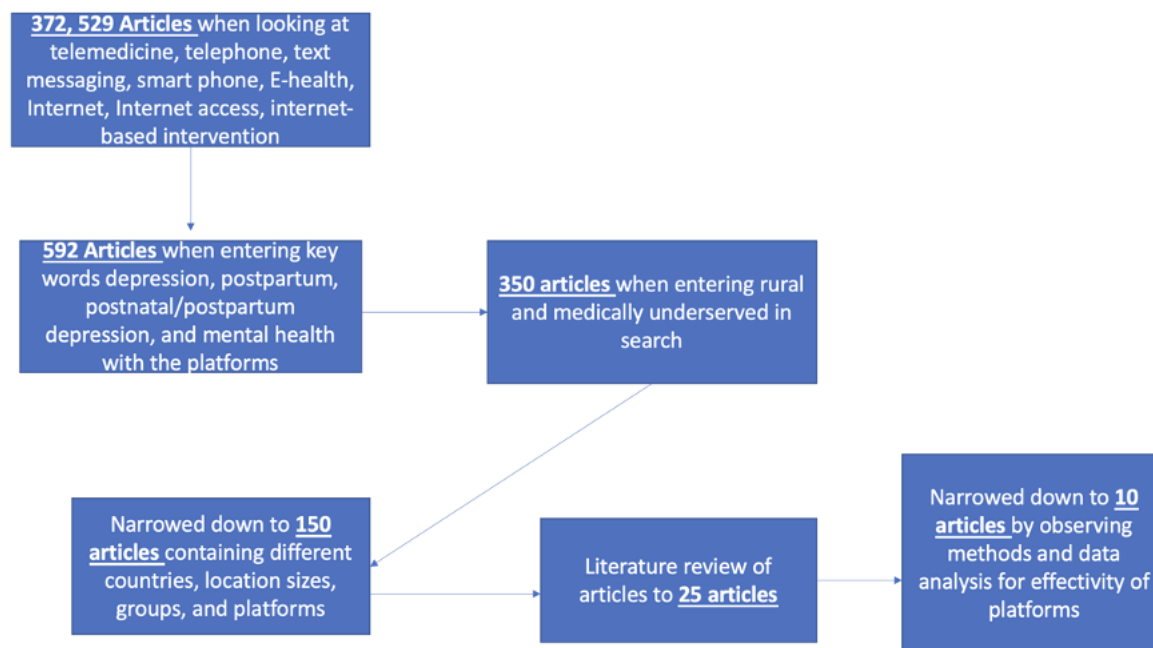 372, 529 Articles when looking at
telemedicine, telephone, text
messaging, smart phone, E-health,
Internet, Internet access, internet-
based intervention
592 Articles when entering key
words depression, postpartum,
postnatal/postpartum
depression, and mental health
with the platforms
350 articles when entering rural
and medically underserved in
search
Narrowed down to 150
articles containing different
countries, location sizes,
groups, and platforms
Literature review of
articles to 25 articles
Narrowed down to 10
articles by observing
methods and data
analysis for effectivity of
platforms